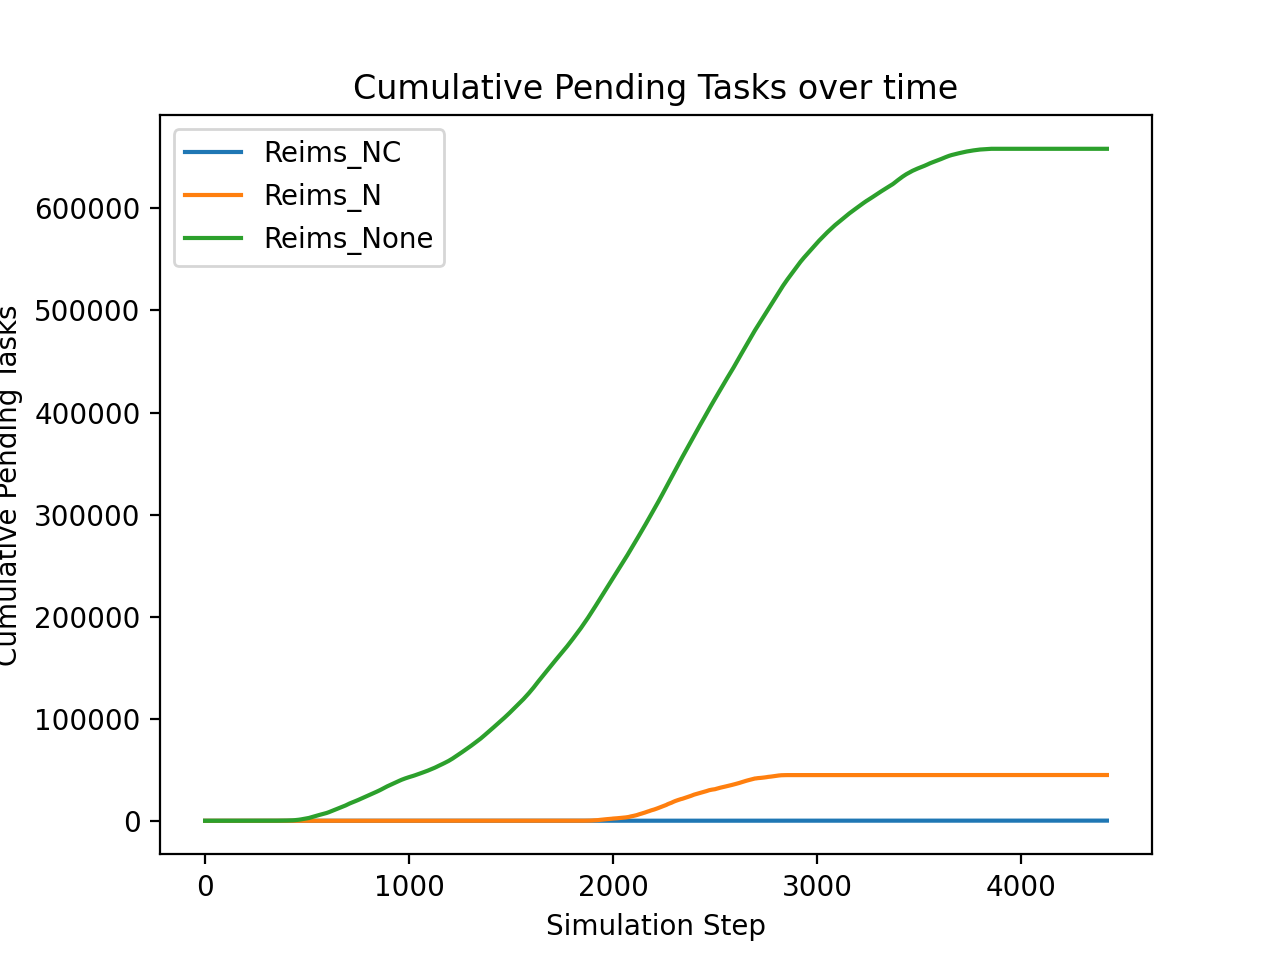 Cumulative Pending Tasks over time
Reims_NC
Reims_N
Reims_None
600000
500000
400000
300000
200000
100000
0
Cumulative Pending Tasks
0 1000 2000 3000 4000
Simulation Step